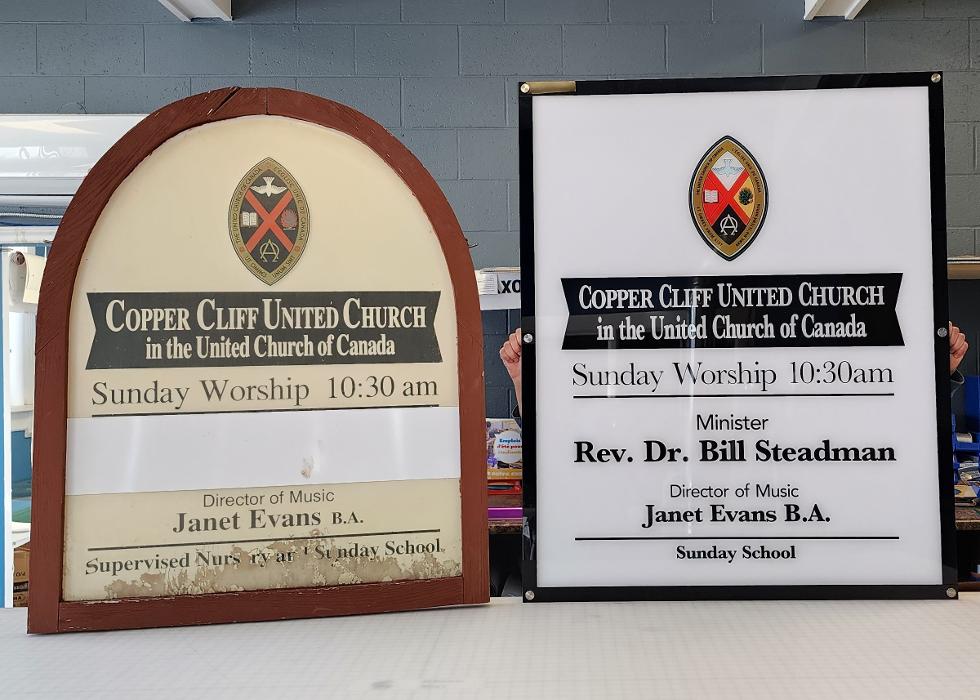 COPPER CLIFF UNITED CHURCH
in the United Church of Canada
Sunday Worship 10:30 am
Director of Music
Janet Evans B.A.
Supervised Sunday School
COPPER CLIFF UNITED CHURCH
in the United Church of Canada
Sunday Worship 10:30am
Minister
Rev. Dr. Bill Steadman
Director of Music
Janet Evans B.A.
Sunday School